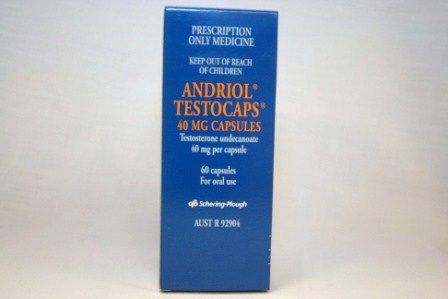 PRESCRIPTION
ONLY MEDICINE
KEEP OUT OF REACH
OF CHILDREN
ANDRIOL®
TESTOCAPS®
40 MG CAPSULES
Testosterone undecanoate
40 mg per capsule
60 capsules
For oral use
Schering-Plough
AUST R 92904